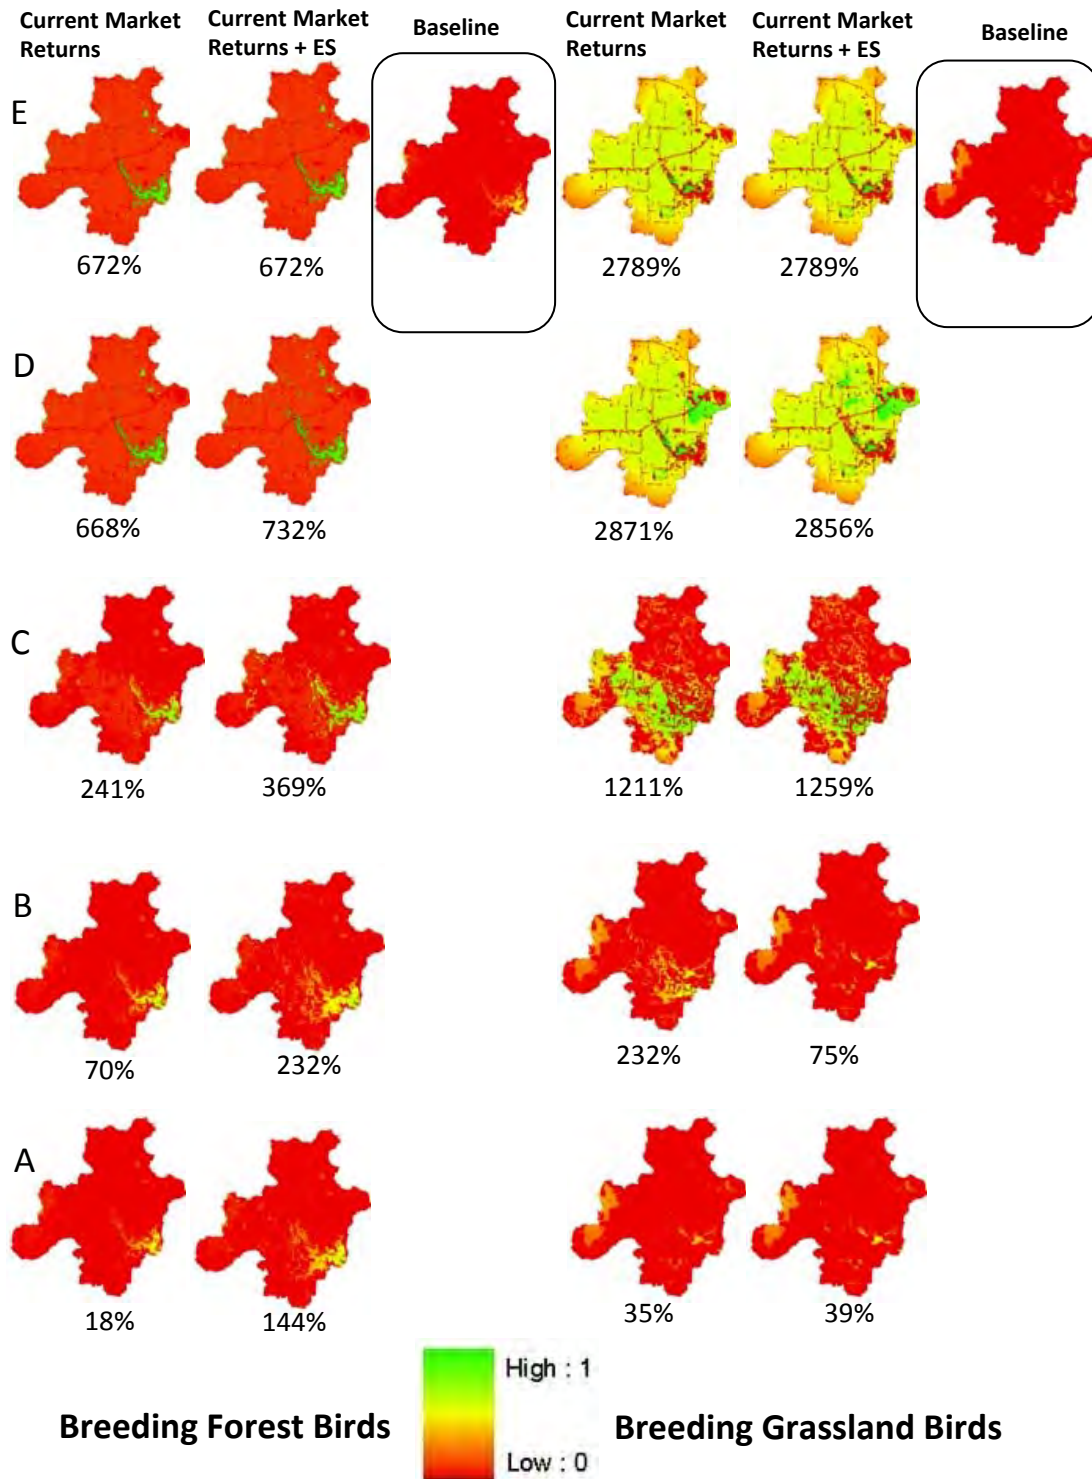 Current Market
Returns
Current Market
Returns + ES
Baseline
Current Market
Returns
Current Market
Returns + ES
Baseline
E
672%
672%
2789%
2789%
D
668%
732%
2871%
2856%
C
241%
369%
1211%
1259%
B
70%
232%
232%
75%
A
18%
144%
35%
39%
High : 1
Low : 0
Breeding Forest Birds
Breeding Grassland Birds